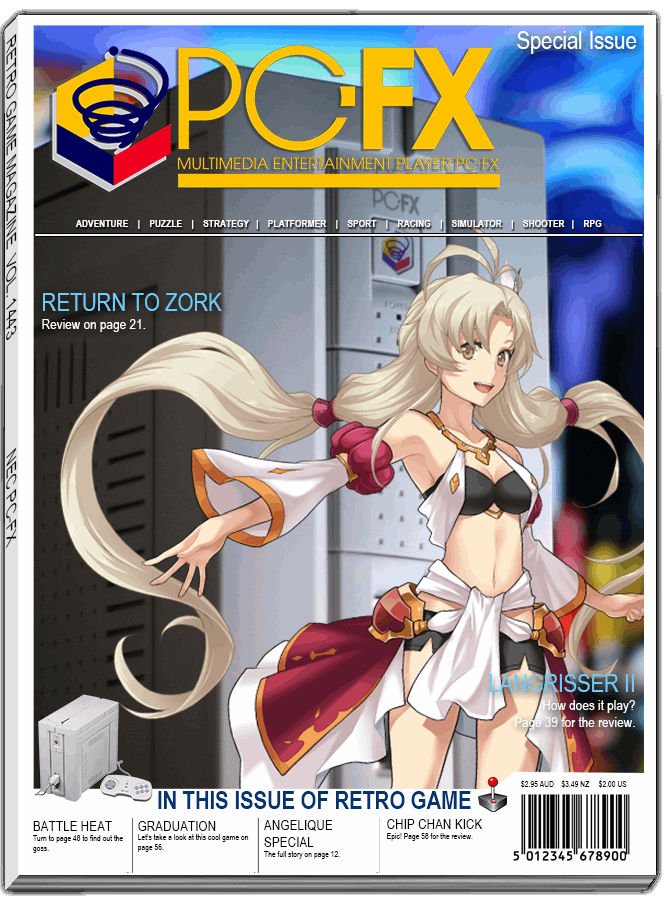 RETRO GAME MAGAZINE VOL. 1443
NEC PC-FX
Special Issue
PC-FX
MULTIMEDIA ENTERTAINMENT PLAYER PC-FX
PC-FX
ADVENTURE | PUZZLE | STRATEGY | PLATFORMER | SPORT | RACING | SIMULATOR | SHOOTER | RPG
RETURN TO ZORK
Review on page 21.
LANGRISSER II
How does it play?
Page 39 for the review.
IN THIS ISSUE OF RETRO GAME
$2.95 AUD $3.49 NZ $2.00 US
BATTLE HEAT
Turn to page 48 to find out the
goss.
GRADUATION
Let's take a look at this cool game on
page 56.
ANGELIQUE
SPECIAL
The full story on page 12.
CHIP CHAN KICK
Epic! Page 58 for the review.
5 012345 678900